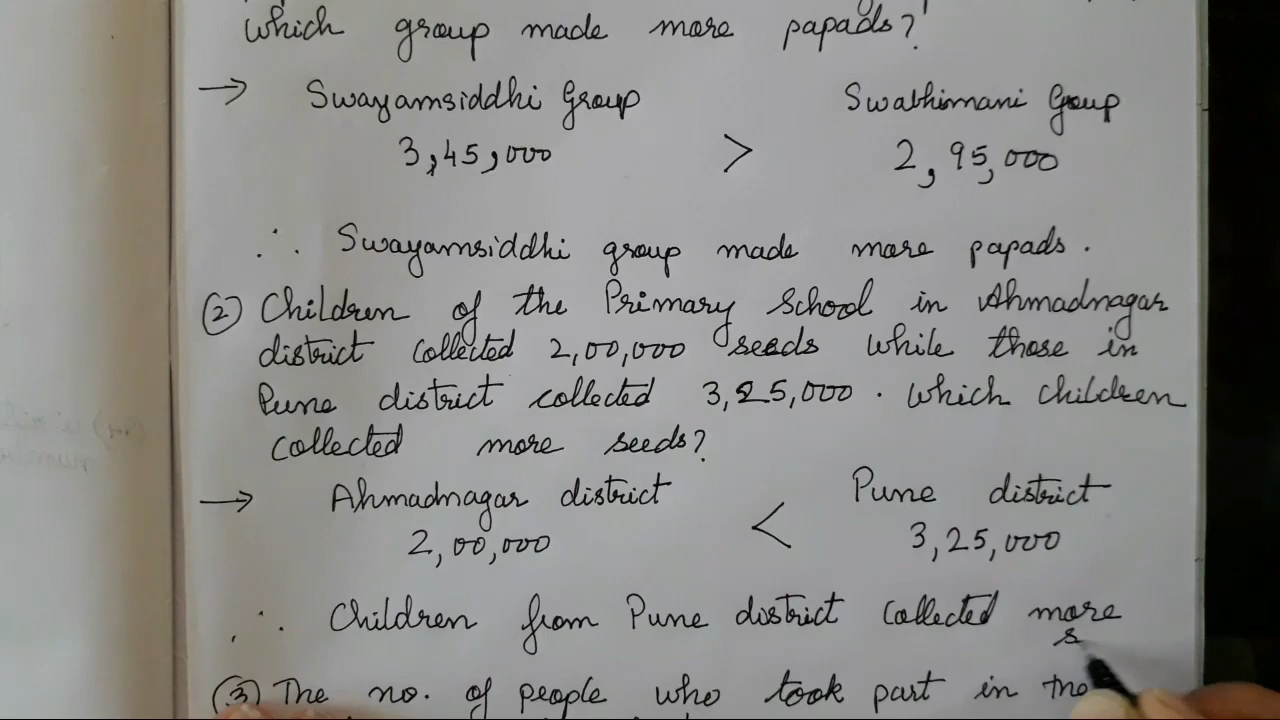 which group made more papads?
→ Swayamsiddhi Group Swabhimani Group
3,45,000 > 2,95,000
∴ Swayamsiddhi group made more papads.
② Children of the Primary School in Ahmadnagar
district collected 2,00,000 seeds while those in
Pune district collected 3,25,000. Which children
collected more seeds?
→ Ahmadnagar district < Pune district
2,00,000 3,25,000
∴ Children from Pune district collected more
s
③ The no. of people who took part in the